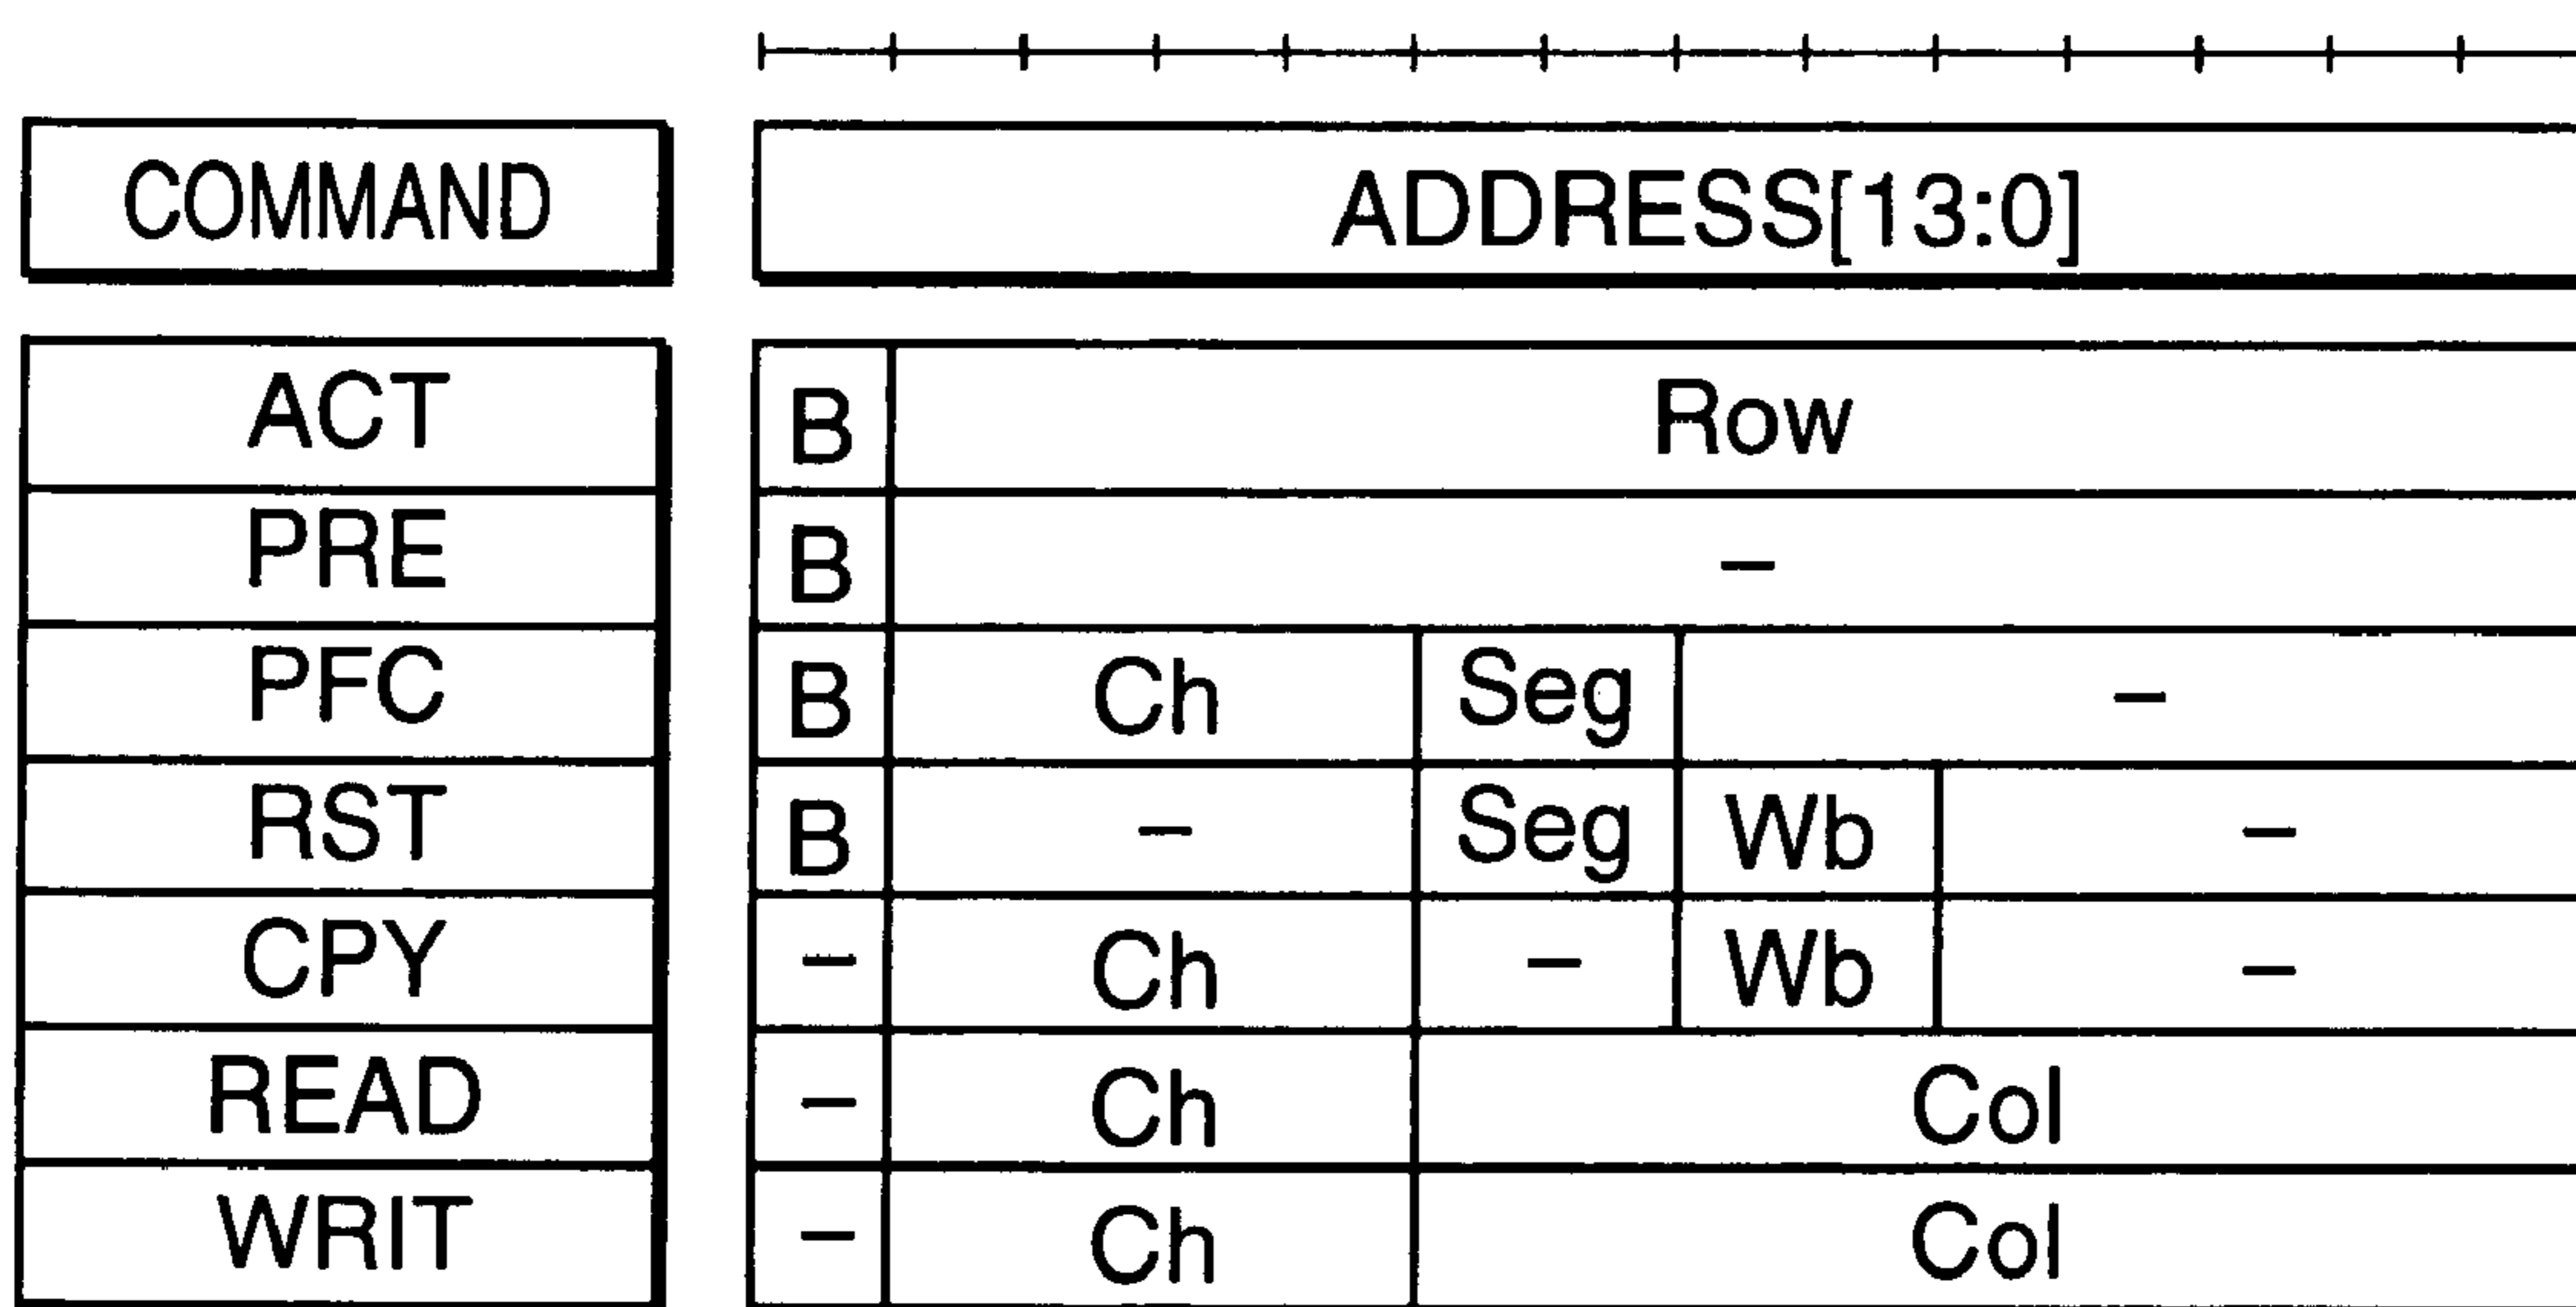 COMMAND ADDRESS[13:0]
ACT B Row
PRE B –
PFC B Ch Seg –
RST B – Seg Wb –
CPY – Ch – Wb –
READ – Ch Col
WRIT – Ch Col